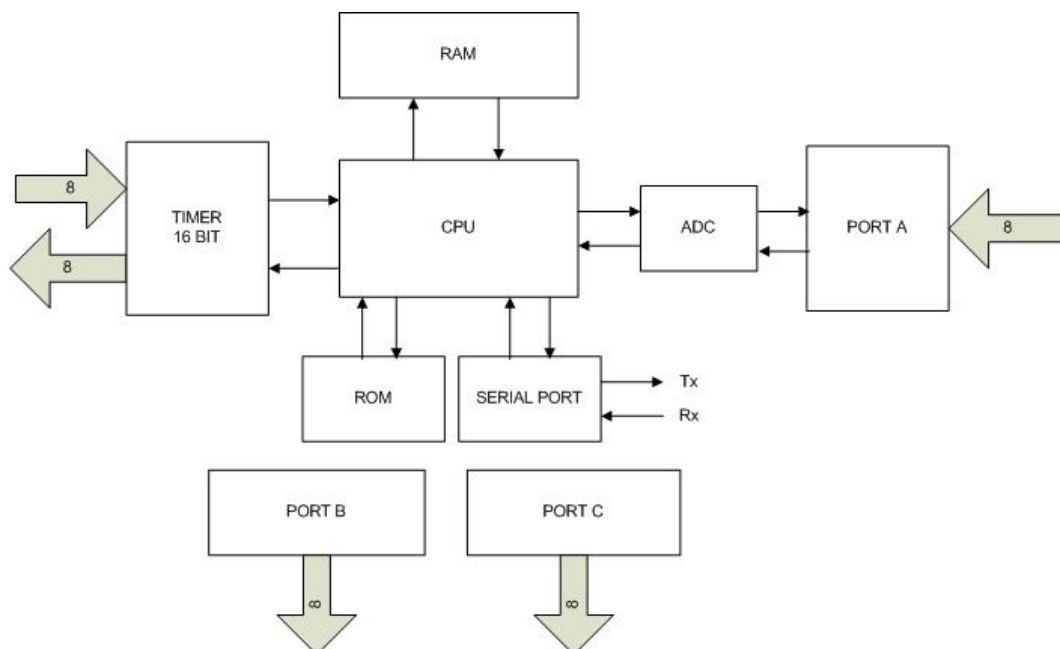 RAM
8
TIMER
16 BIT
8
CPU
ADC
PORT A
8
ROM
SERIAL PORT
Tx
Rx
PORT B
PORT C
8
8